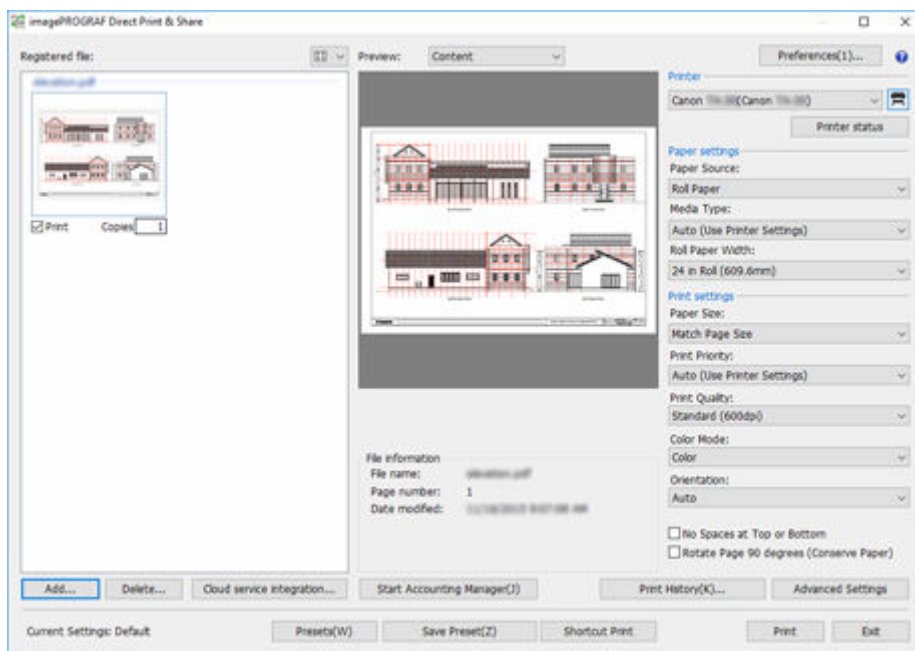 imagePROGRAF Direct Print & Share
Registered file:
Preview:
Content
Preferences(1)...
Printer
Canon (Canon )
Printer status
Paper settings
Paper Source:
Roll Paper
Media Type:
Auto (Use Printer Settings)
Roll Paper Width:
24 in Roll (609.6mm)
Print settings
Paper Size:
Match Page Size
Print Priority:
Auto (Use Printer Settings)
Print Quality:
Standard (600dpi)
Color Mode:
Color
Orientation:
Auto
No Spaces at Top or Bottom
Rotate Page 90 degrees (Conserve Paper)
Print Copies 1
File information
File name:
Page number: 1
Date modified:
Add...
Delete...
Cloud service integration...
Start Accounting Manager(J)
Print History(K)...
Advanced Settings
Current Settings: Default
Presets(W)
Save Preset(Z)
Shortcut Print
Print
Exit